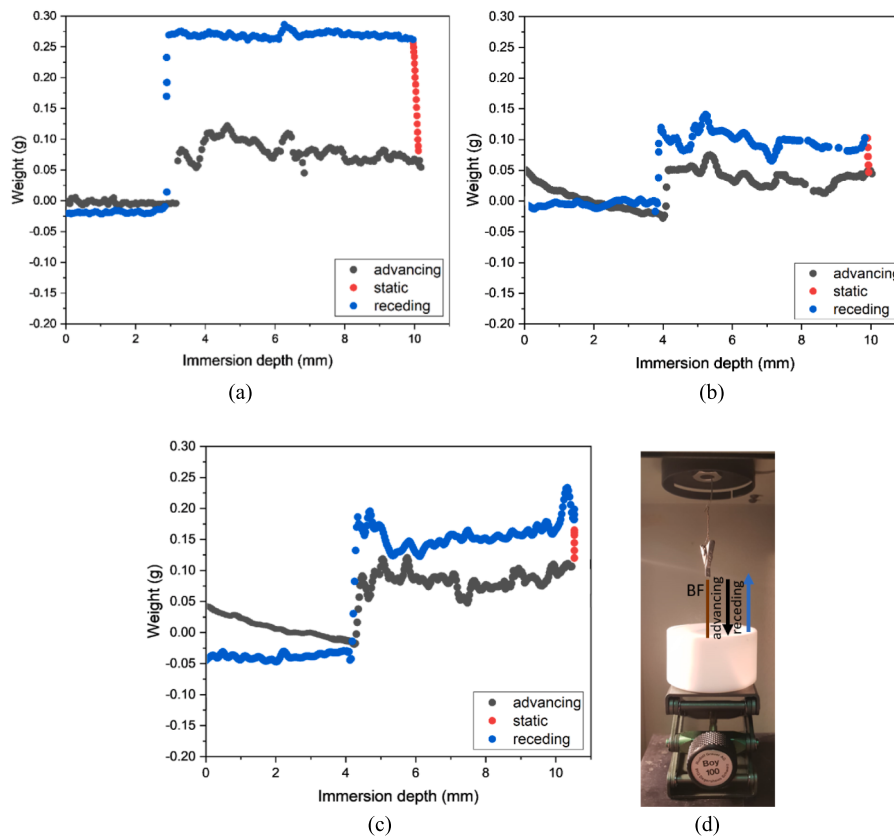 0.30
0.25
0.20
0.15
0.10
0.05
0.00
-0.05
-0.10
-0.15
-0.20
Weight (g)
0 2 4 6 8 10
Immersion depth (mm)
advancing
static
receding
(a)
0.30
0.25
0.20
0.15
0.10
0.05
0.00
-0.05
-0.10
-0.15
-0.20
Weight (g)
0 2 4 6 8 10
Immersion depth (mm)
advancing
static
receding
(b)
0.30
0.25
0.20
0.15
0.10
0.05
0.00
-0.05
-0.10
-0.15
-0.20
Weight (g)
0 2 4 6 8 10
Immersion depth (mm)
advancing
static
receding
(c)
BF
advancing
receding
Boy
100
(d)